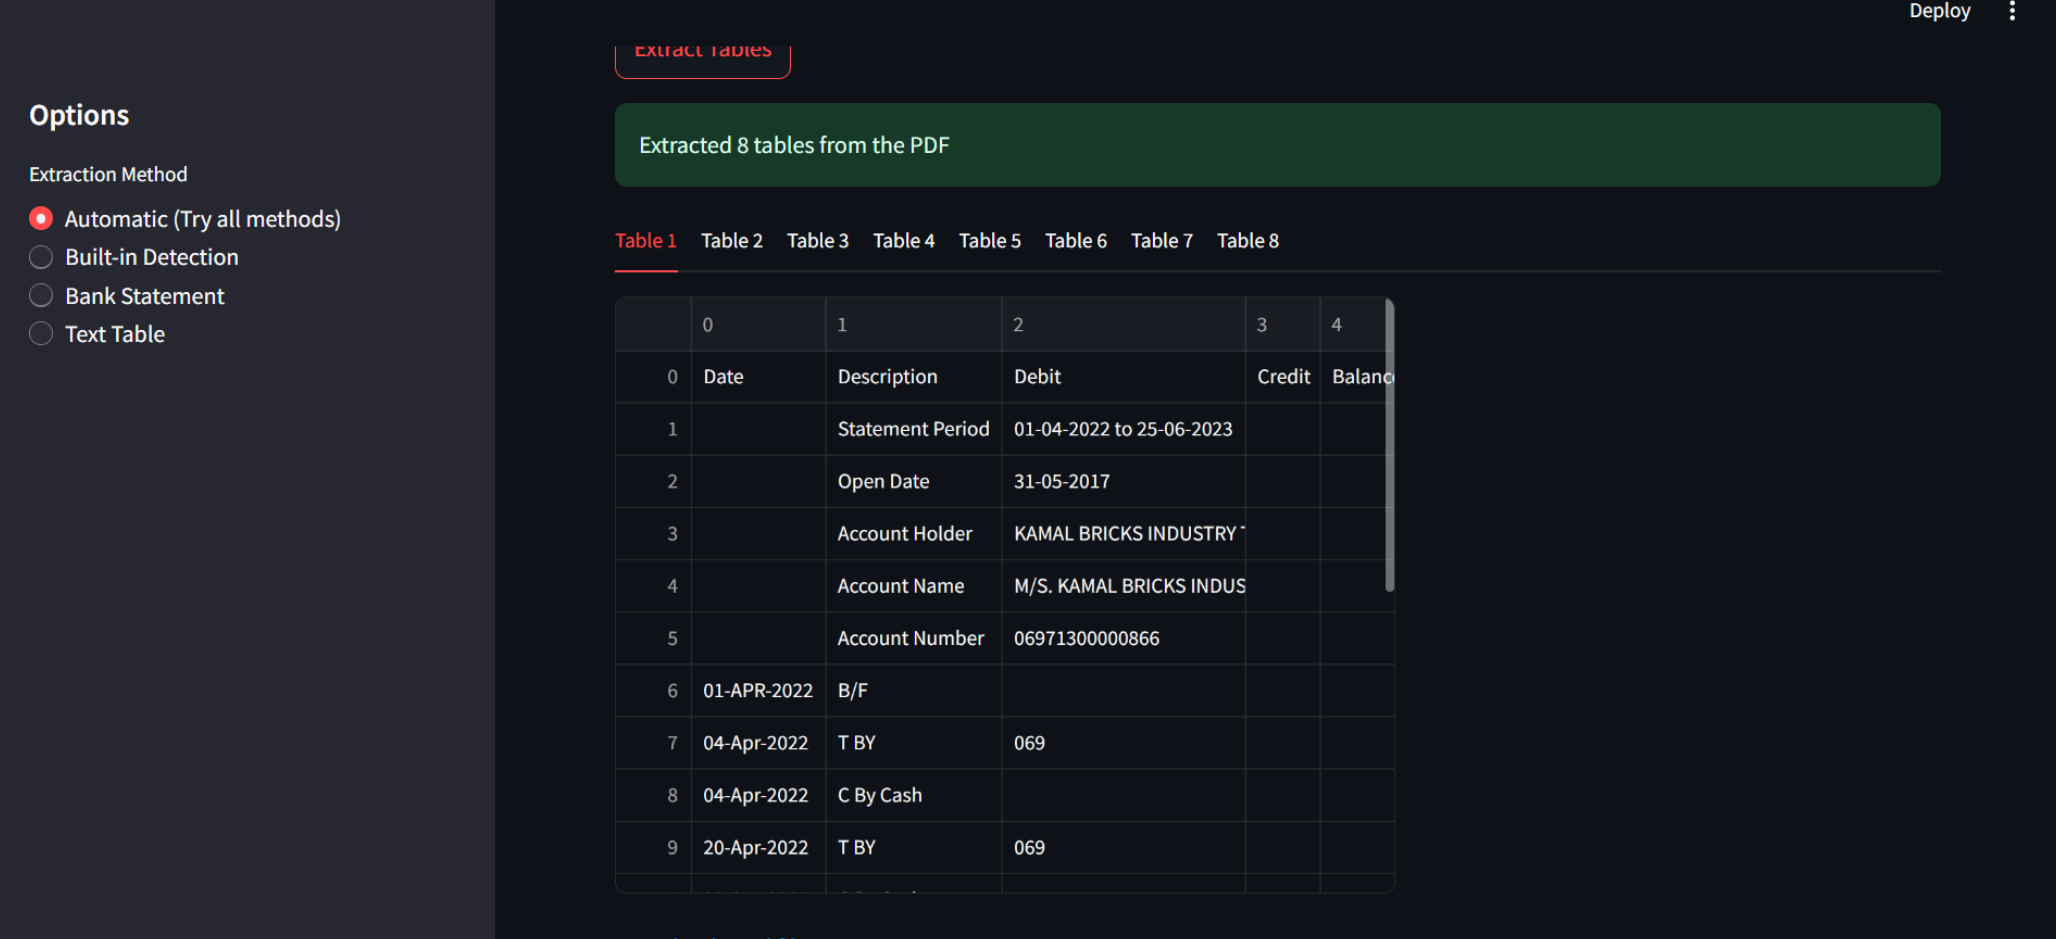 Deploy
Extract Tables
Options
Extracted 8 tables from the PDF
Extraction Method
Automatic (Try all methods)
Built-in Detection
Bank Statement
Text Table
Table 1 Table 2 Table 3 Table 4 Table 5 Table 6 Table 7 Table 8
0 1 2 3 4
0 Date Description Debit Credit Balanc
1 Statement Period 01-04-2022 to 25-06-2023
2 Open Date 31-05-2017
3 Account Holder KAMAL BRICKS INDUSTRY
4 Account Name M/S. KAMAL BRICKS INDUS
5 Account Number 06971300000866
6 01-APR-2022 B/F
7 04-Apr-2022 T BY 069
8 04-Apr-2022 C By Cash
9 20-Apr-2022 T BY 069